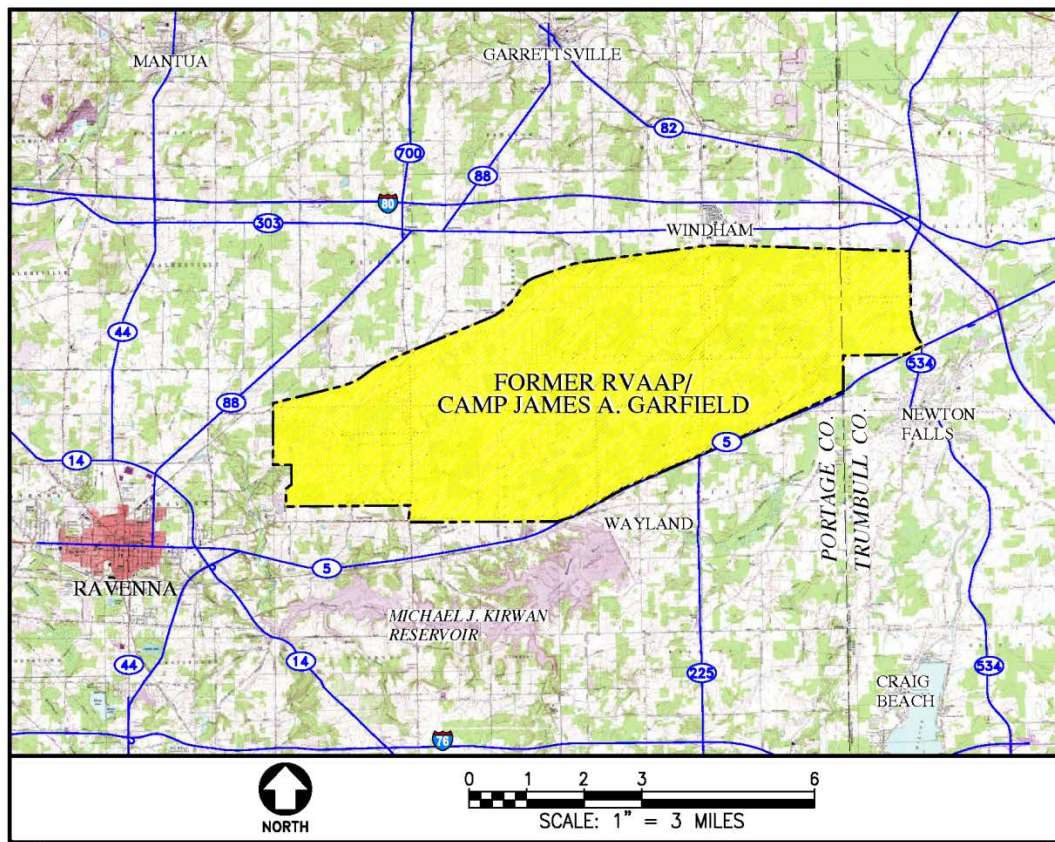 MANTUA
GARRETTSVILLE
82
700
88
80
303
WINDHAM
44
FORMER RVAAP/
CAMP JAMES A. GARFIELD
534
88
NEWTON
FALLS
5
14
PORTAGE CO.
TRUMBULL CO.
WAYLAND
5
RAVENNA
MICHAEL J. KIRWAN
RESERVOIR
44
14
225
534
CRAIG
BEACH
76
NORTH
0 1 2 3 6
SCALE: 1" = 3 MILES